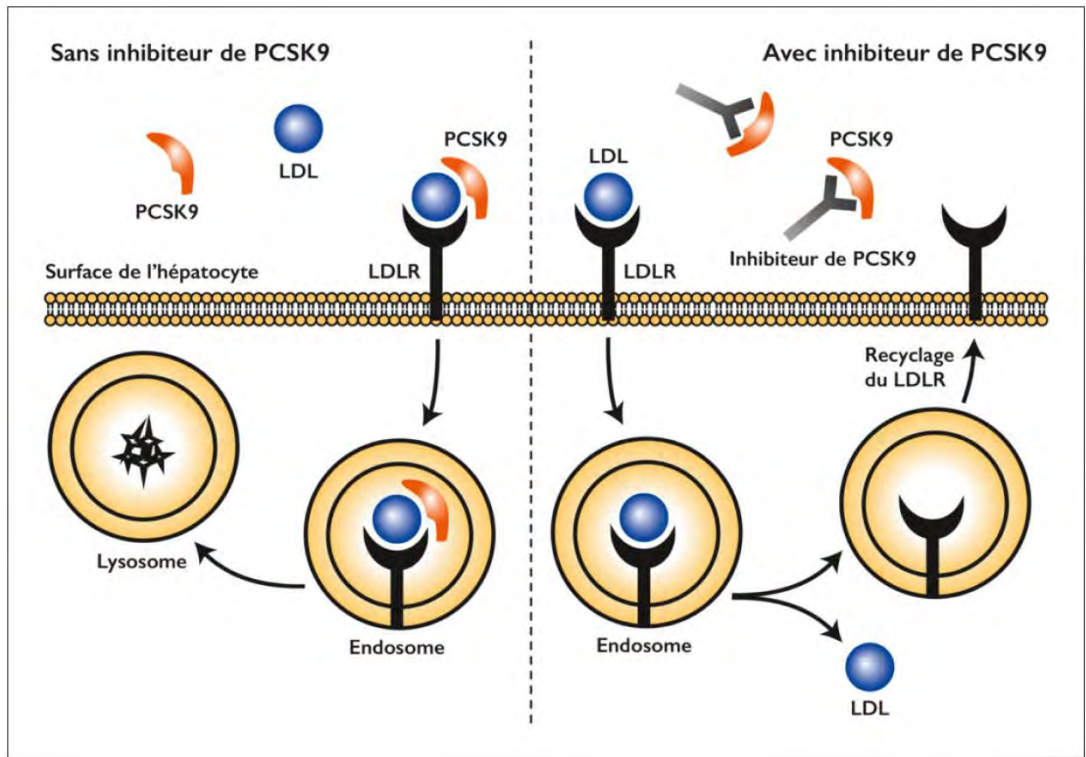 Sans inhibiteur de PCSK9
Avec inhibiteur de PCSK9
PCSK9
LDL
PCSK9
LDLR
Surface de l'hépatocyte
Lysosome
Endosome
LDL
LDLR
PCSK9
Inhibiteur de PCSK9
Recyclage
du LDLR
Endosome
LDL